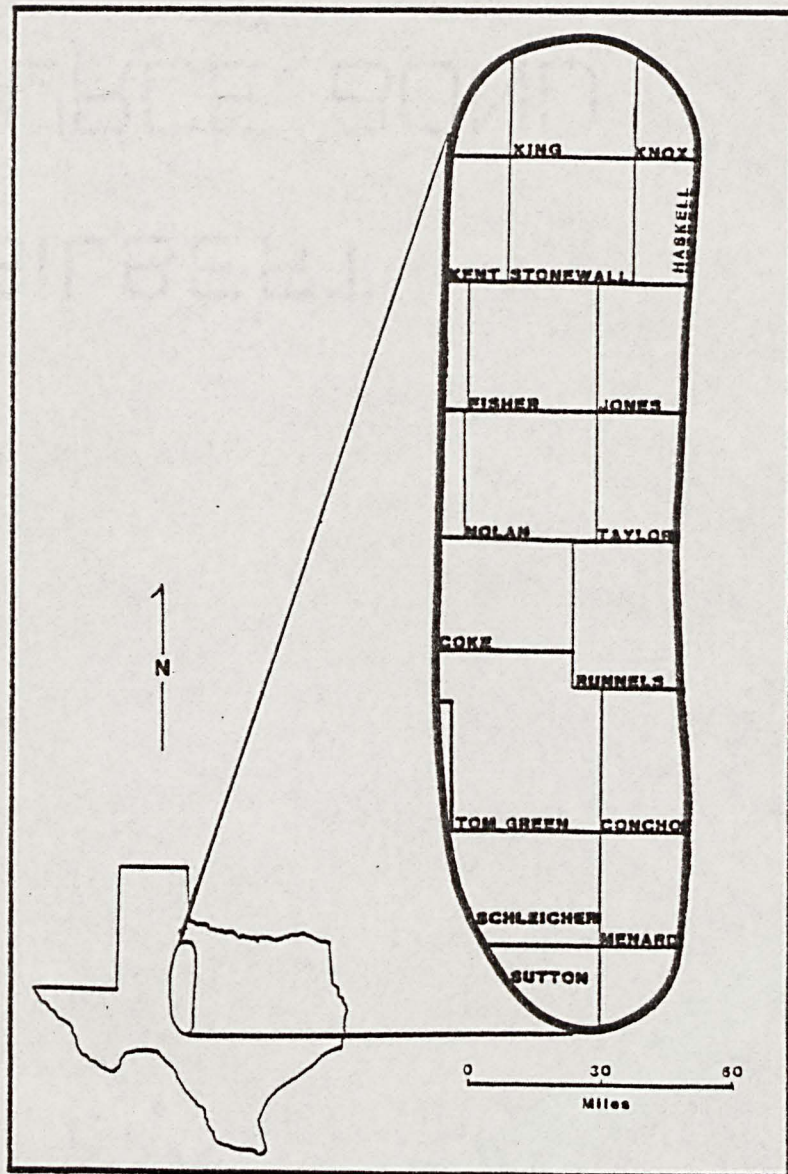 KING KNOX
HASKELL
KENT STONEWALL
FISHER JONES
NOLAN TAYLOR
COKE
N
RUNNELS
TOM GREEN CONCHO
SCHLEICHER
MENARD
SUTTON
0 30 60
Miles